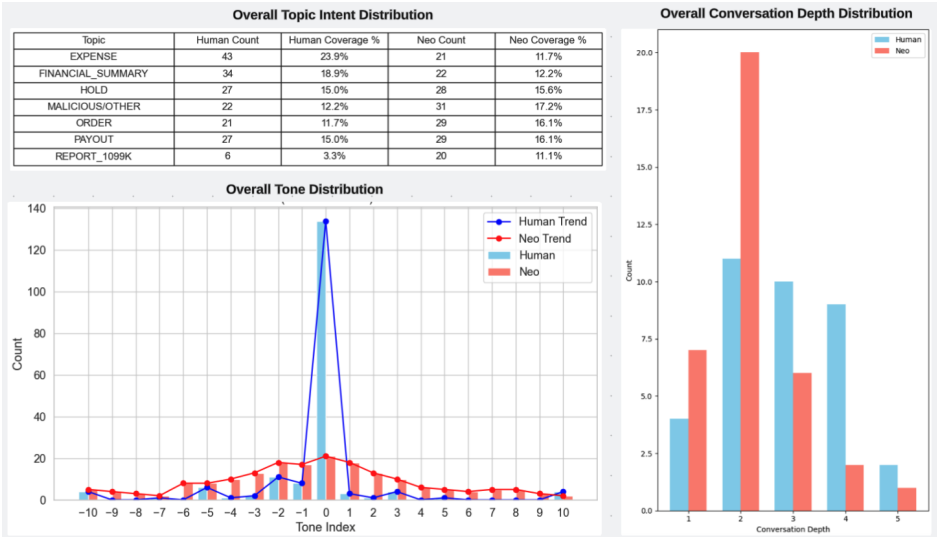 Overall Topic Intent Distribution
Topic Human Count Human Coverage % Neo Count Neo Coverage %
EXPENSE 43 23.9% 21 11.7%
FINANCIAL_SUMMARY 34 18.9% 22 12.2%
HOLD 27 15.0% 28 15.6%
MALICIOUS/OTHER 22 12.2% 31 17.2%
ORDER 21 11.7% 29 16.1%
PAYOUT 27 15.0% 29 16.1%
REPORT_1099K 6 3.3% 20 11.1%
Overall Tone Distribution
140
120
100
80
60
40
20
0
Count
Human Trend
Neo Trend
Human
Neo
−10 −9 −8 −7 −6 −5 −4 −3 −2 −1 0 1 2 3 4 5 6 7 8 9 10
Tone Index
Overall Conversation Depth Distribution
Human
Neo
20.0
17.5
15.0
12.5
10.0
7.5
5.0
2.5
0.0
Count
1 2 3 4 5
Conversation Depth